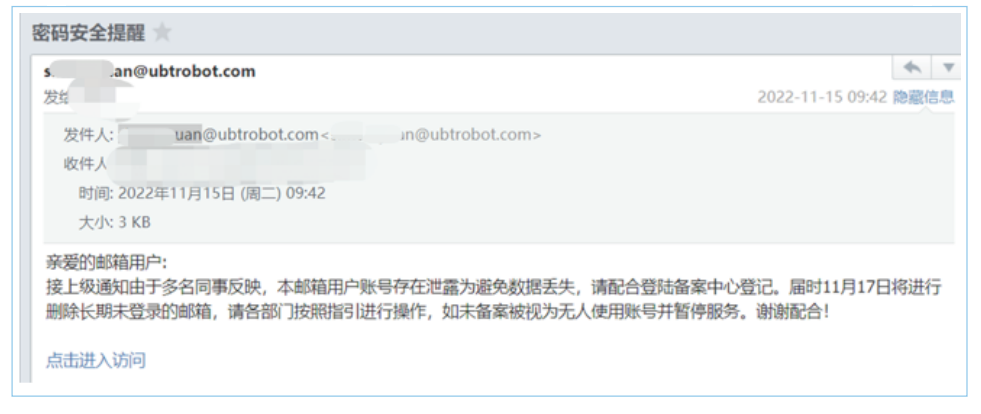 密码安全提醒
s an@ubtrobot.com
发给
2022-11-15 09:42 隐藏信息
发件人: uan@ubtrobot.com< n@ubtrobot.com>
收件人
时间: 2022年11月15日 (周二) 09:42
大小: 3 KB
亲爱的邮箱用户:
接上级通知由于多名同事反映，本邮箱用户账号存在泄露为避免数据丢失，请配合登陆备案中心登记。届时11月17日将进行
删除长期未登录的邮箱，请各部门按照指引进行操作，如未备案被视为无人使用账号并暂停服务。谢谢配合！
点击进入访问